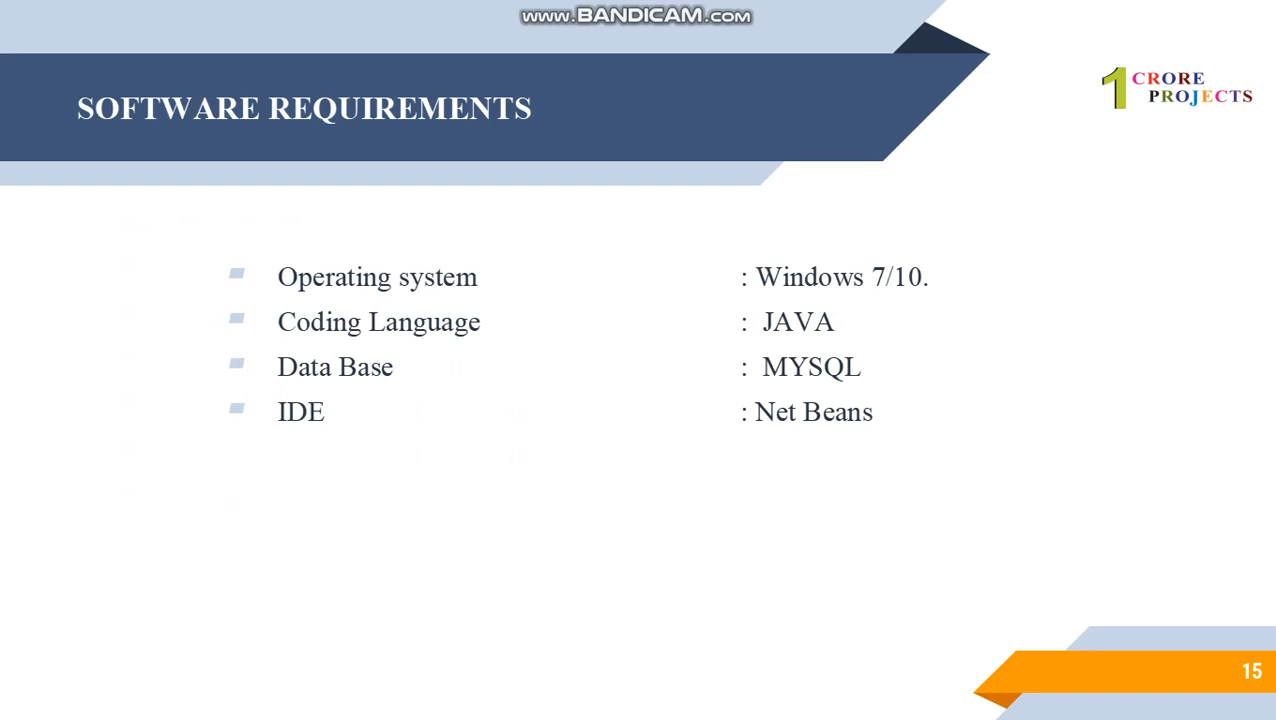 www.BANDICAM.com
SOFTWARE REQUIREMENTS
1 CRORE
PROJECTS
Operating system : Windows 7/10.
Coding Language : JAVA
Data Base : MYSQL
IDE : Net Beans
15